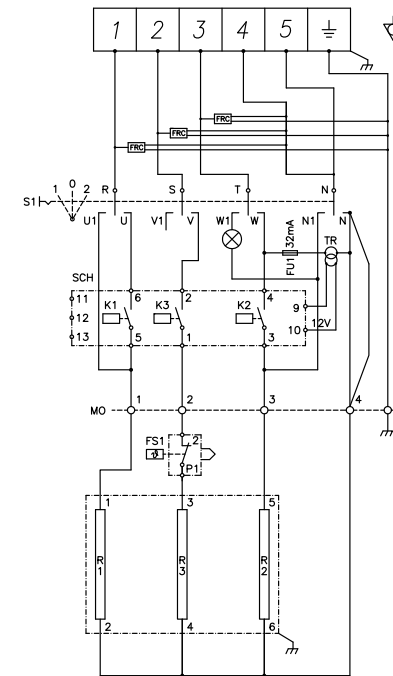 1 2 3 4 5
FRC
FRC
FRC
1 0 2 R S T N
S1
U1 U V1 V W1 W N1 N
FU1 32mA TR
SCH
11 6 2 4 9
K1 K3 K2
12 10 12V
13 5 1 3
1 2 3 4
MO
FS1 2
P1
1 3 5
R1 R3 R2
2 4 6